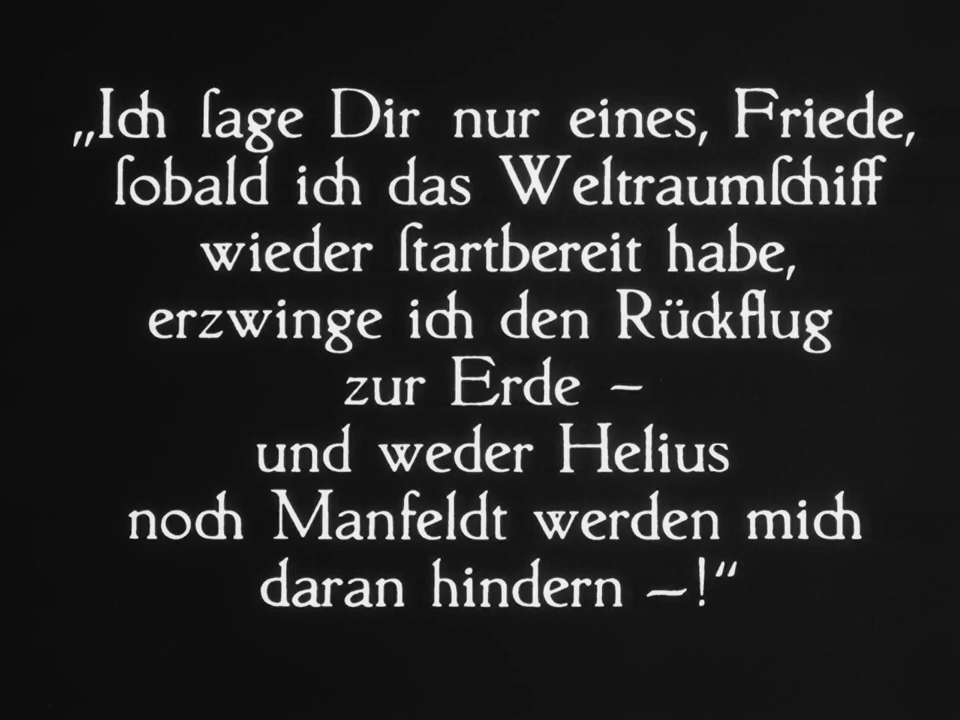 „Ich ſage Dir nur eines, Friede,
ſobald ich das Weltraumſchiff
wieder ſtartbereit habe,
erzwinge ich den Rückflug
zur Erde –
und weder Helius
noch Manfeldt werden mich
daran hindern –!“